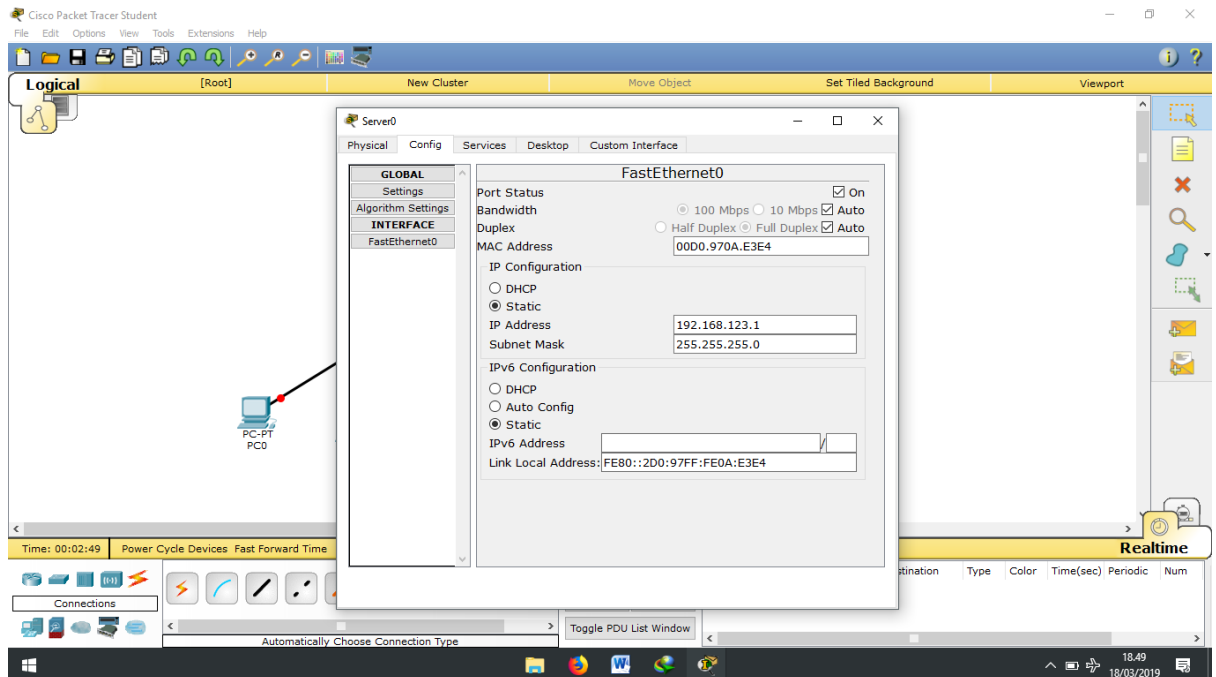 Cisco Packet Tracer Student
File Edit Options View Tools Extensions Help
Logical [Root] New Cluster Move Object Set Tiled Background Viewport
Server0
Physical Config Services Desktop Custom Interface
GLOBAL
Settings
Algorithm Settings
INTERFACE
FastEthernet0
FastEthernet0
Port Status On
Bandwidth 100 Mbps 10 Mbps Auto
Duplex Half Duplex Full Duplex Auto
MAC Address 00D0.970A.E3E4
IP Configuration
DHCP
Static
IP Address 192.168.123.1
Subnet Mask 255.255.255.0
IPv6 Configuration
DHCP
Auto Config
Static
IPv6 Address /
Link Local Address: FE80::2D0:97FF:FE0A:E3E4
PC-PT
PC0
Time: 00:02:49 Power Cycle Devices Fast Forward Time Realtime
Type Color Time(sec) Periodic Num
Connections
Automatically Choose Connection Type
Toggle PDU List Window
18.49
18/03/2019